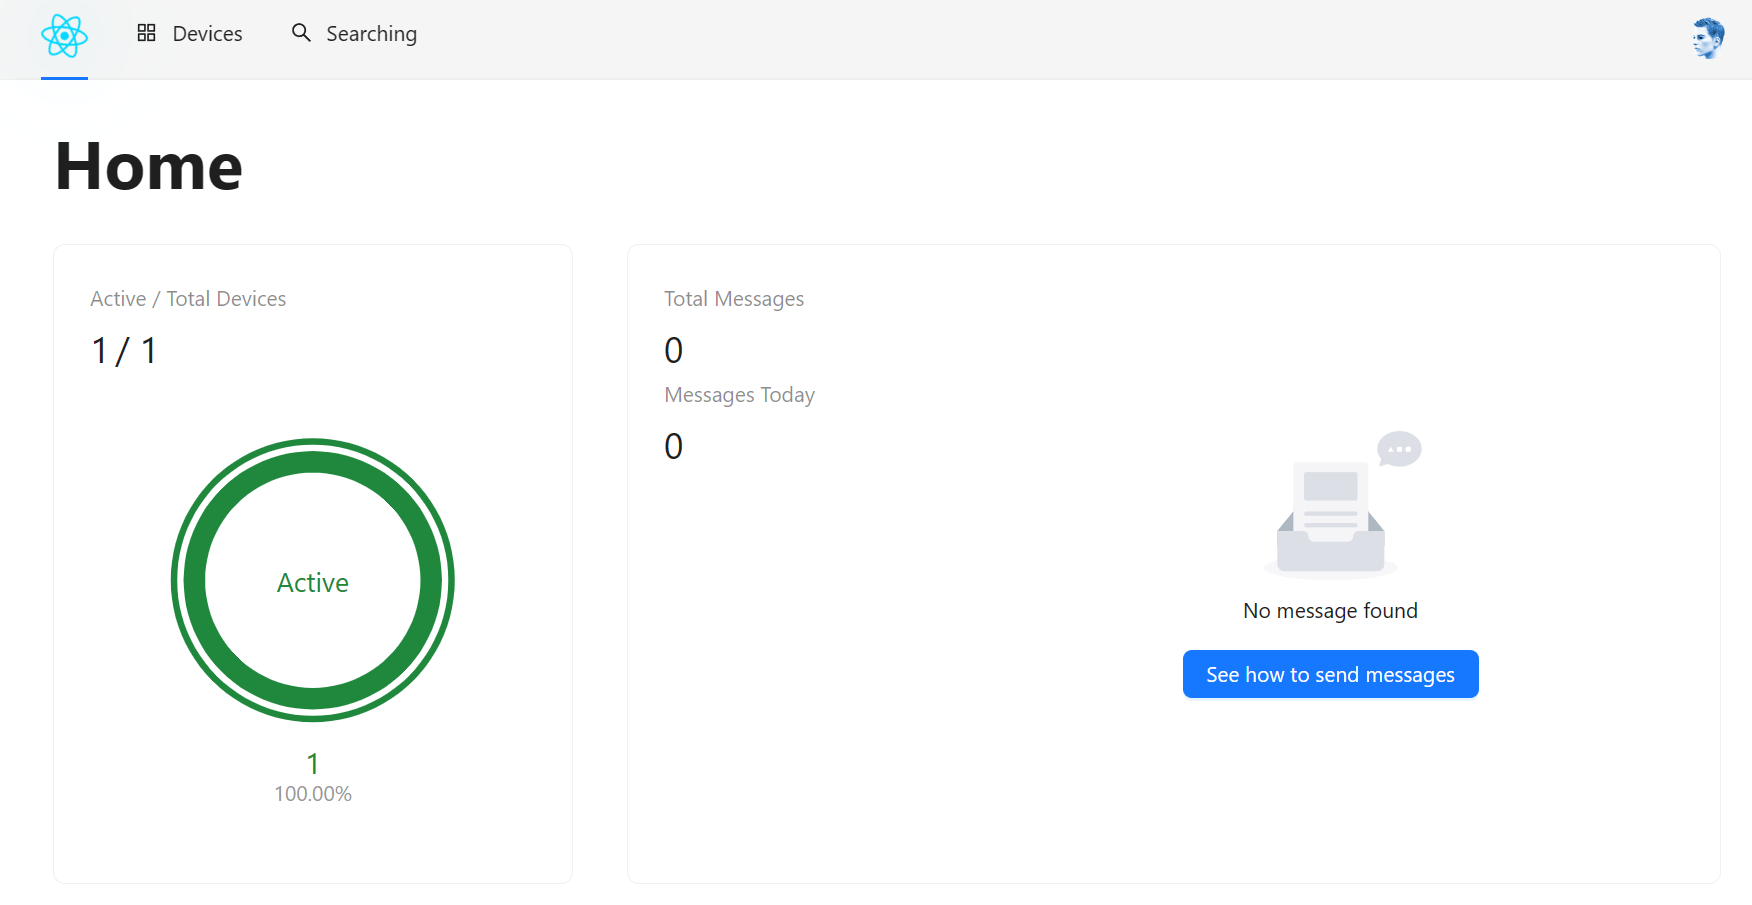 Devices
Searching
Home
Active / Total Devices
1 / 1
Active
1
100.00%
Total Messages
0
Messages Today
0
No message found
See how to send messages